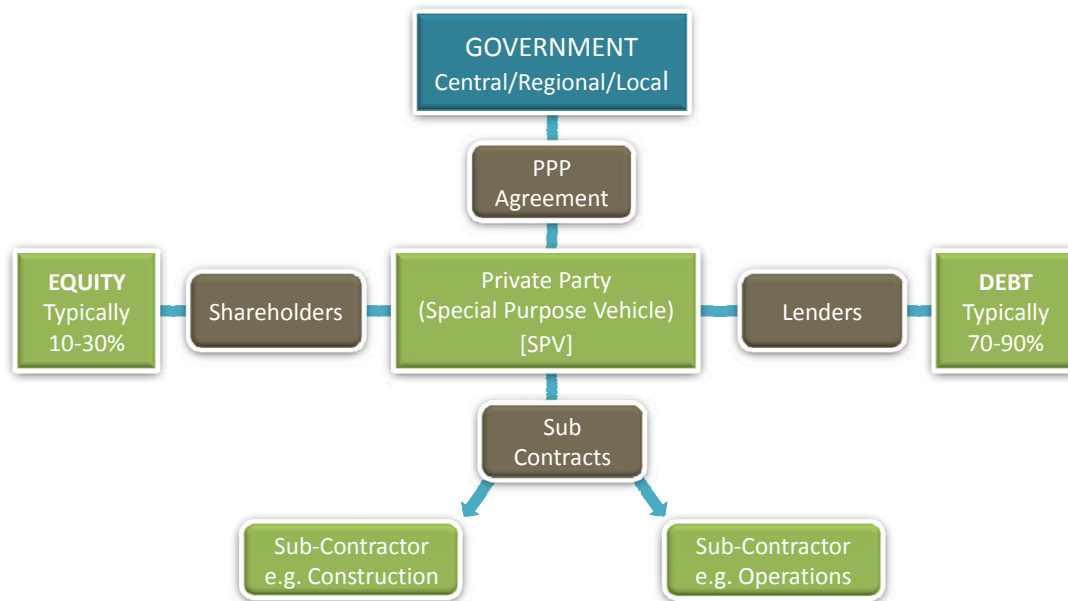 GOVERNMENT
Central/Regional/Local
PPP
Agreement
EQUITY
Typically
10-30%
Shareholders
Private Party
(Special Purpose Vehicle)
[SPV]
Lenders
DEBT
Typically
70-90%
Sub
Contracts
Sub-Contractor
e.g. Construction
Sub-Contractor
e.g. Operations